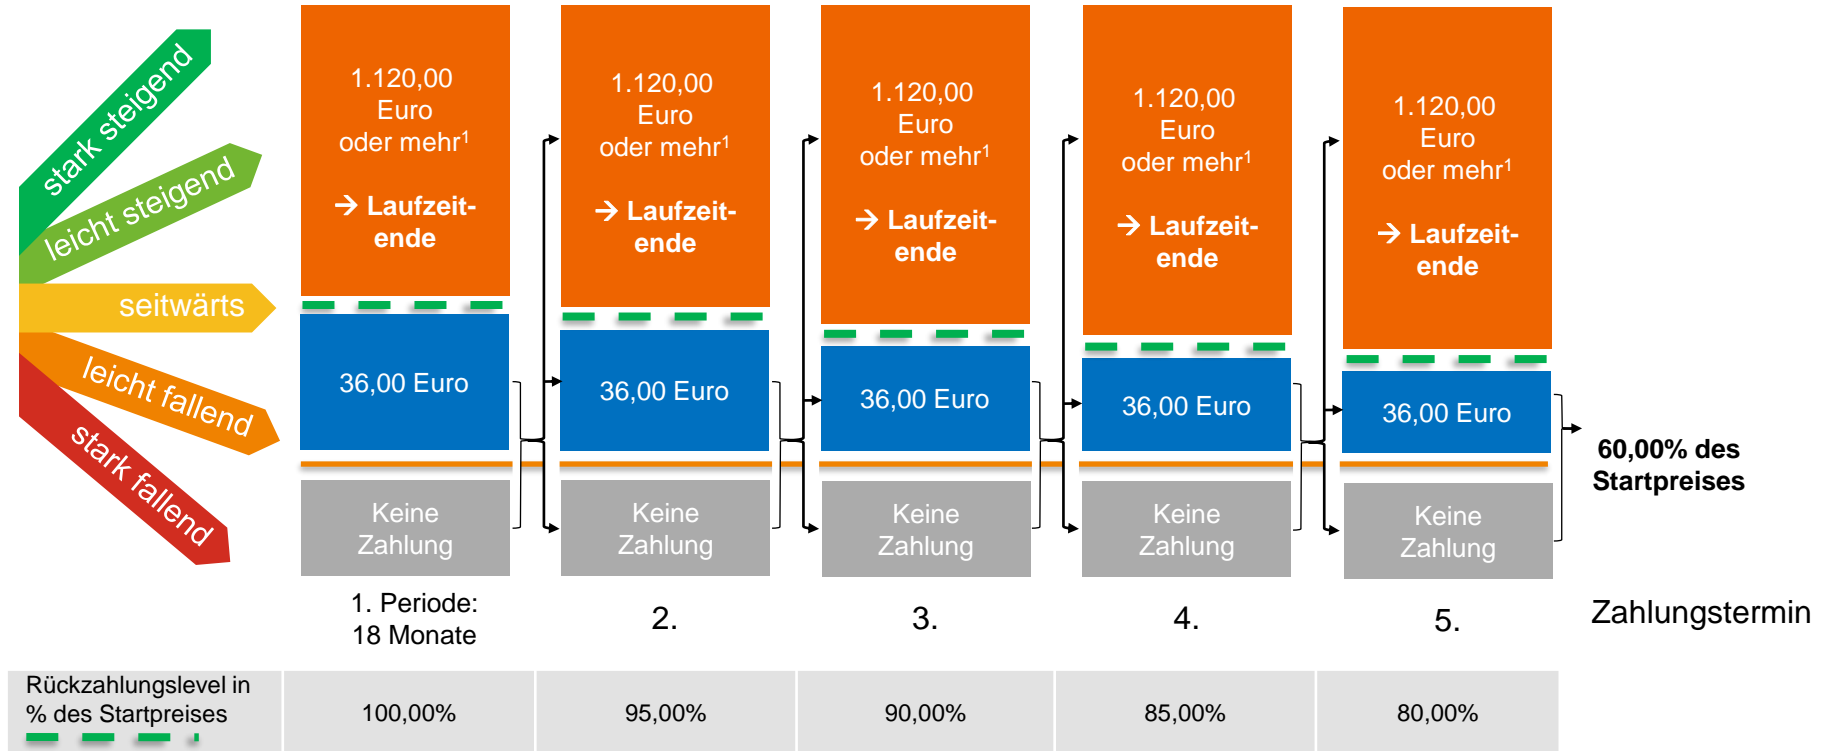 stark steigend
leicht steigend
seitwärts
leicht fallend
stark fallend
1.120,00
Euro
oder mehr¹
→ Laufzeit-
ende
36,00 Euro
Keine
Zahlung
1. Periode:
18 Monate
1.120,00
Euro
oder mehr¹
→ Laufzeit-
ende
36,00 Euro
Keine
Zahlung
2.
1.120,00
Euro
oder mehr¹
→ Laufzeit-
ende
36,00 Euro
Keine
Zahlung
3.
1.120,00
Euro
oder mehr¹
→ Laufzeit-
ende
36,00 Euro
Keine
Zahlung
4.
1.120,00
Euro
oder mehr¹
→ Laufzeit-
ende
36,00 Euro
Keine
Zahlung
5.
60,00% des
Startpreises
Zahlungstermin
Rückzahlungslevel in
% des Startpreises
100,00%
95,00%
90,00%
85,00%
80,00%